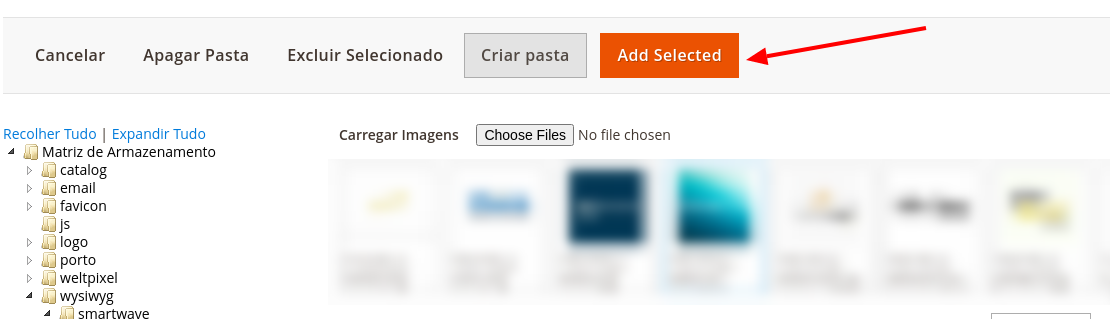 Cancelar Apagar Pasta Excluir Selecionado Criar pasta Add Selected
Recolher Tudo | Expandir Tudo
Matriz de Armazenamento
catalog
email
favicon
js
logo
porto
weltpixel
wysiwyg
smartwave
Carregar Imagens Choose Files No file chosen